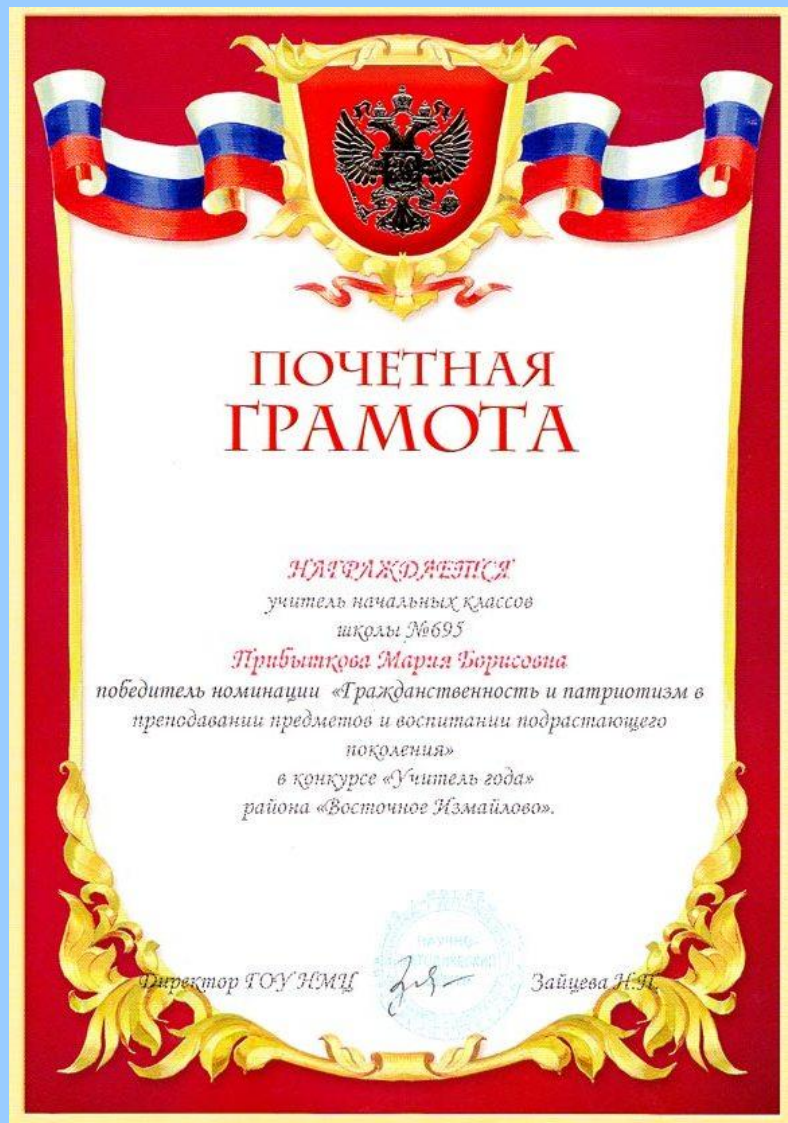 ПОЧЕТНАЯ
ГРАМОТА
НАГРАЖДАЕТСЯ
учитель начальных классов
школы №695
Прибыткова Мария Борисовна
победитель номинации «Гражданственность и патриотизм в
преподавании предметов и воспитании подрастающего
поколения»
в конкурсе «Учитель года»
района «Восточное Измайлово».
НАУЧНО-
Директор ГОУ НМЦ Зайцева Н.П.